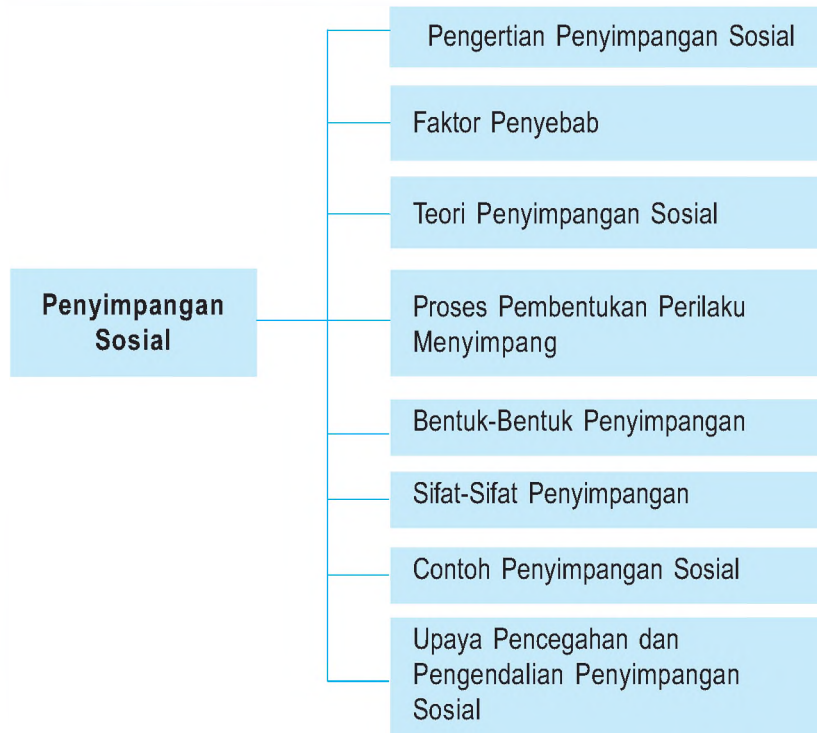 Pengertian Penyimpangan Sosial
Faktor Penyebab
Teori Penyimpangan Sosial
Penyimpangan
Sosial
Proses Pembentukan Perilaku
Menyimpang
Bentuk-Bentuk Penyimpangan
Sifat-Sifat Penyimpangan
Contoh Penyimpangan Sosial
Upaya Pencegahan dan
Pengendalian Penyimpangan
Sosial